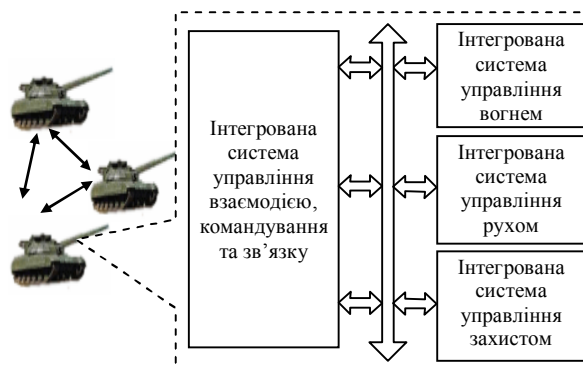 Інтегрована
система
управління
взаємодією,
командування
та зв’язку
Інтегрована
система
управління
вогнем
Інтегрована
система
управління
рухом
Інтегрована
система
управління
захистом